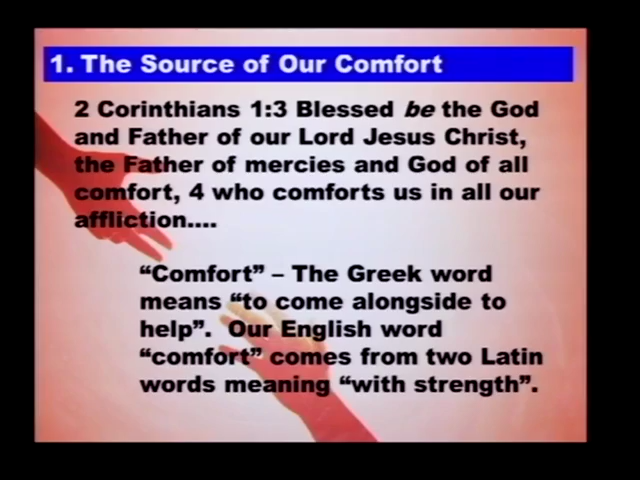 1. The Source of Our Comfort
2 Corinthians 1:3 Blessed be the God
and Father of our Lord Jesus Christ,
the Father of mercies and God of all
comfort, 4 who comforts us in all our
affliction....
“Comfort” – The Greek word
means “to come alongside to
help”. Our English word
“comfort” comes from two Latin
words meaning “with strength”.